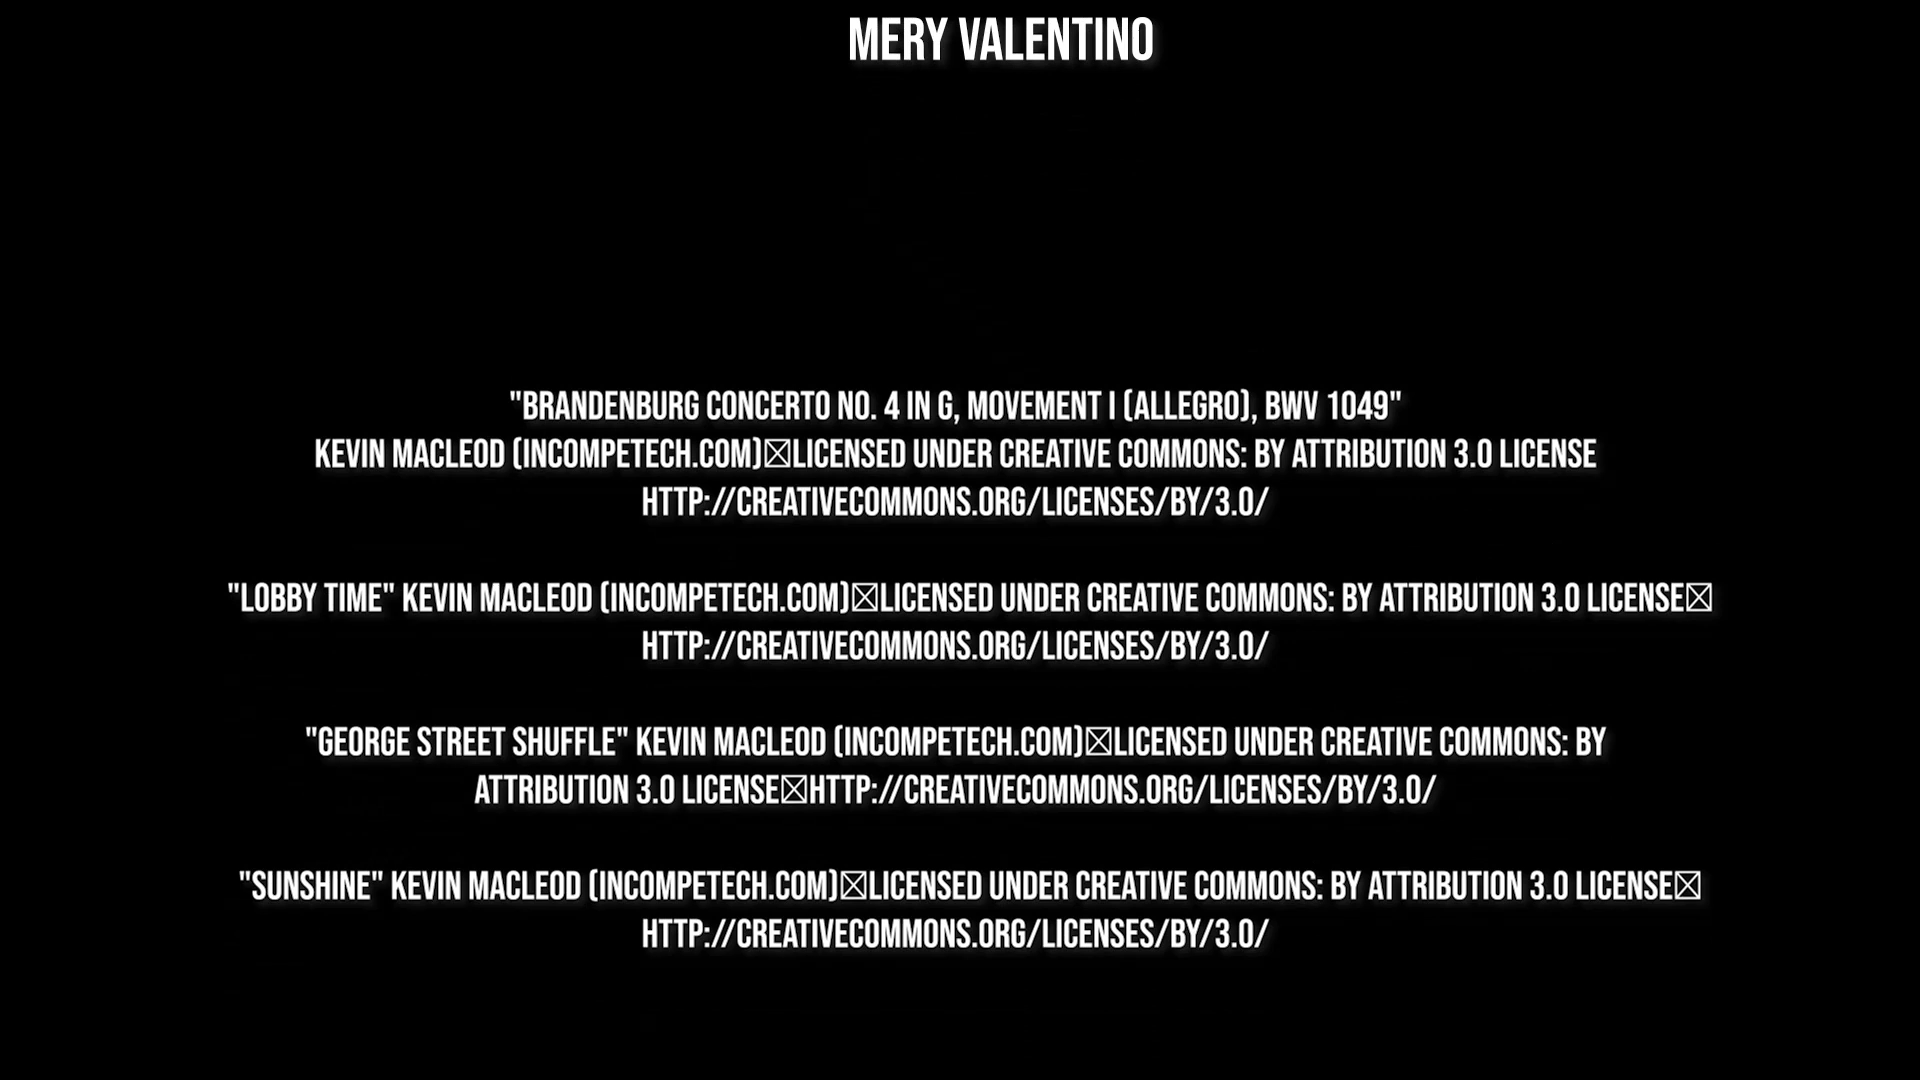 MERY VALENTINO
"BRANDENBURG CONCERTO NO. 4 IN G, MOVEMENT I (ALLEGRO), BWV 1049"
KEVIN MACLEOD (INCOMPETECH.COM)☒LICENSED UNDER CREATIVE COMMONS: BY ATTRIBUTION 3.0 LICENSE
HTTP://CREATIVECOMMONS.ORG/LICENSES/BY/3.0/
"LOBBY TIME" KEVIN MACLEOD (INCOMPETECH.COM)☒LICENSED UNDER CREATIVE COMMONS: BY ATTRIBUTION 3.0 LICENSE☒
HTTP://CREATIVECOMMONS.ORG/LICENSES/BY/3.0/
"GEORGE STREET SHUFFLE" KEVIN MACLEOD (INCOMPETECH.COM)☒LICENSED UNDER CREATIVE COMMONS: BY
ATTRIBUTION 3.0 LICENSE☒HTTP://CREATIVECOMMONS.ORG/LICENSES/BY/3.0/
"SUNSHINE" KEVIN MACLEOD (INCOMPETECH.COM)☒LICENSED UNDER CREATIVE COMMONS: BY ATTRIBUTION 3.0 LICENSE☒
HTTP://CREATIVECOMMONS.ORG/LICENSES/BY/3.0/